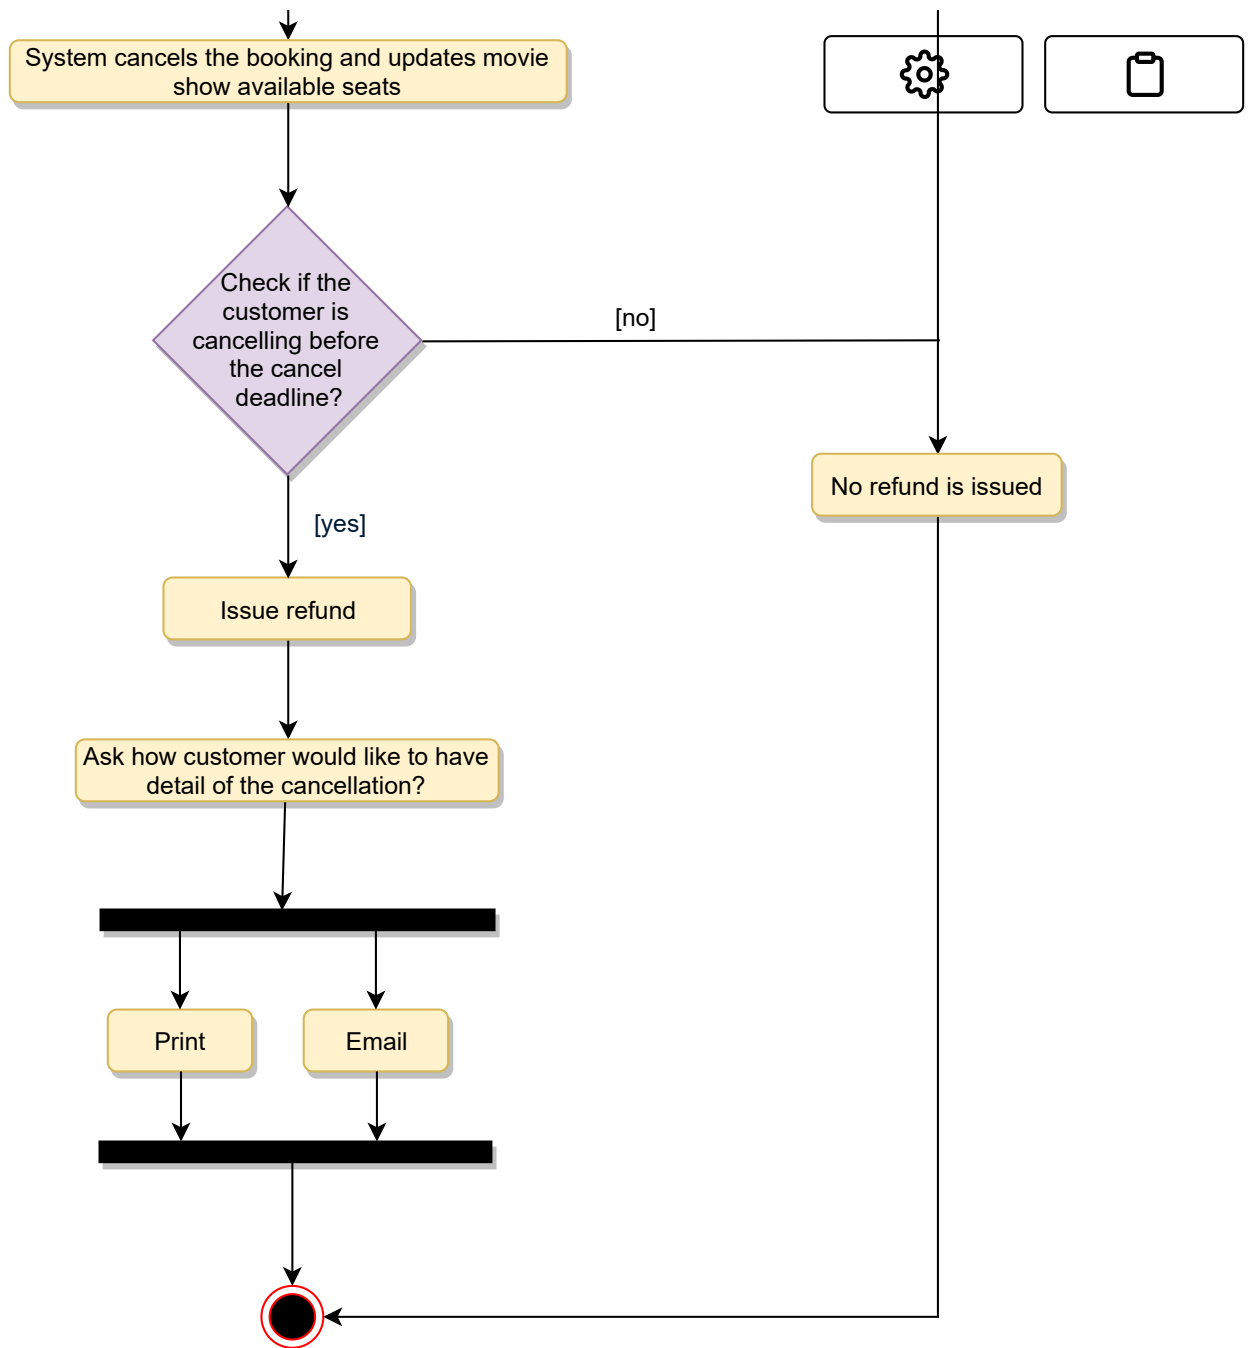 System cancels the booking and updates movie
show available seats
Check if the
customer is
cancelling before
the cancel
deadline?
[no]
No refund is issued
[yes]
Issue refund
Ask how customer would like to have
detail of the cancellation?
Print
Email